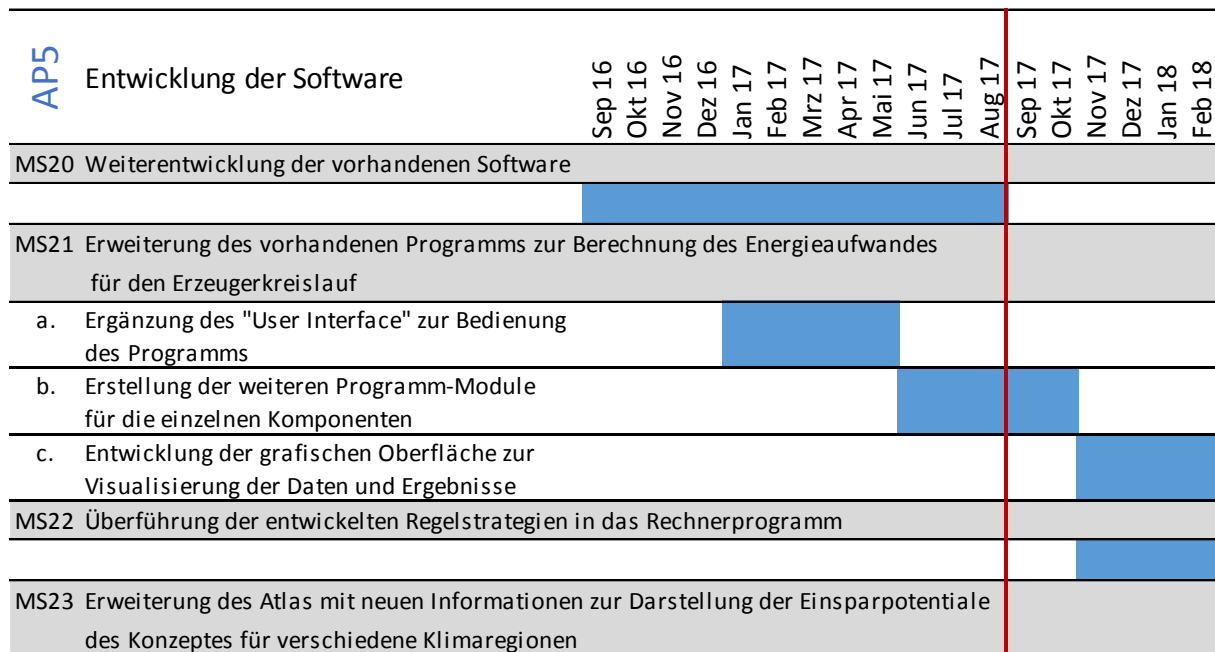 AP5
Entwicklung der Software
Sep 16
Okt 16
Nov 16
Dez 16
Jan 17
Feb 17
Mrz 17
Apr 17
Mai 17
Jun 17
Jul 17
Aug 17
Sep 17
Okt 17
Nov 17
Dez 17
Jan 18
Feb 18
MS20 Weiterentwicklung der vorhandenen Software
MS21 Erweiterung des vorhandenen Programms zur Berechnung des Energieaufwandes
für den Erzeugerkreislauf
a. Ergänzung des "User Interface" zur Bedienung
des Programms
b. Erstellung der weiteren Programm-Module
für die einzelnen Komponenten
c. Entwicklung der grafischen Oberfläche zur
Visualisierung der Daten und Ergebnisse
MS22 Überführung der entwickelten Regelstrategien in das Rechnerprogramm
MS23 Erweiterung des Atlas mit neuen Informationen zur Darstellung der Einsparpotentiale
des Konzeptes für verschiedene Klimaregionen